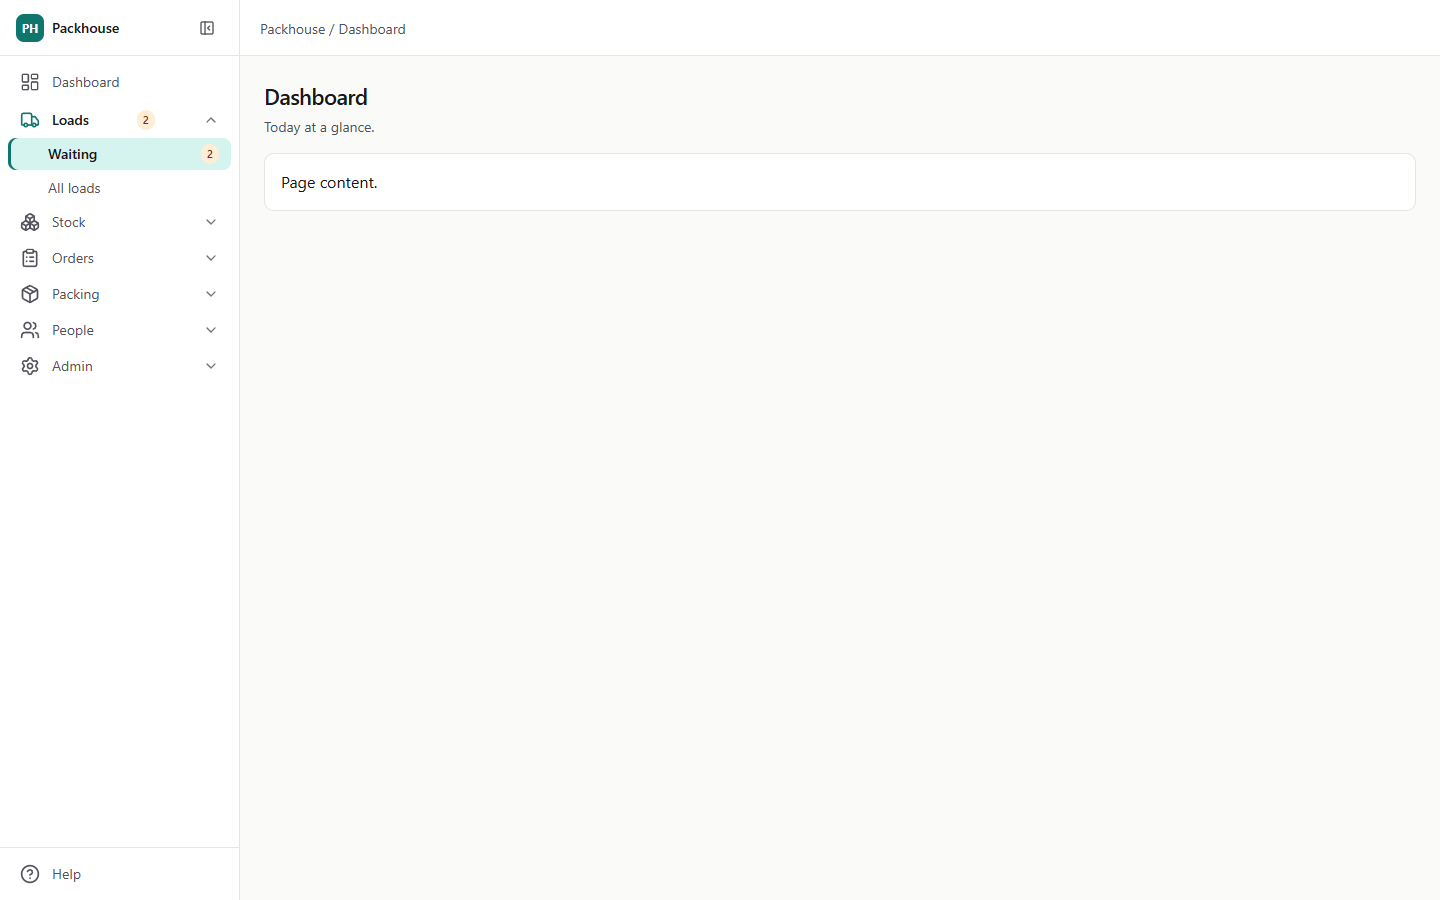 PH Packhouse
Packhouse / Dashboard
Dashboard
Loads 2
Waiting 2
All loads
Stock
Orders
Packing
People
Admin
Help
Dashboard
Today at a glance.
Page content.